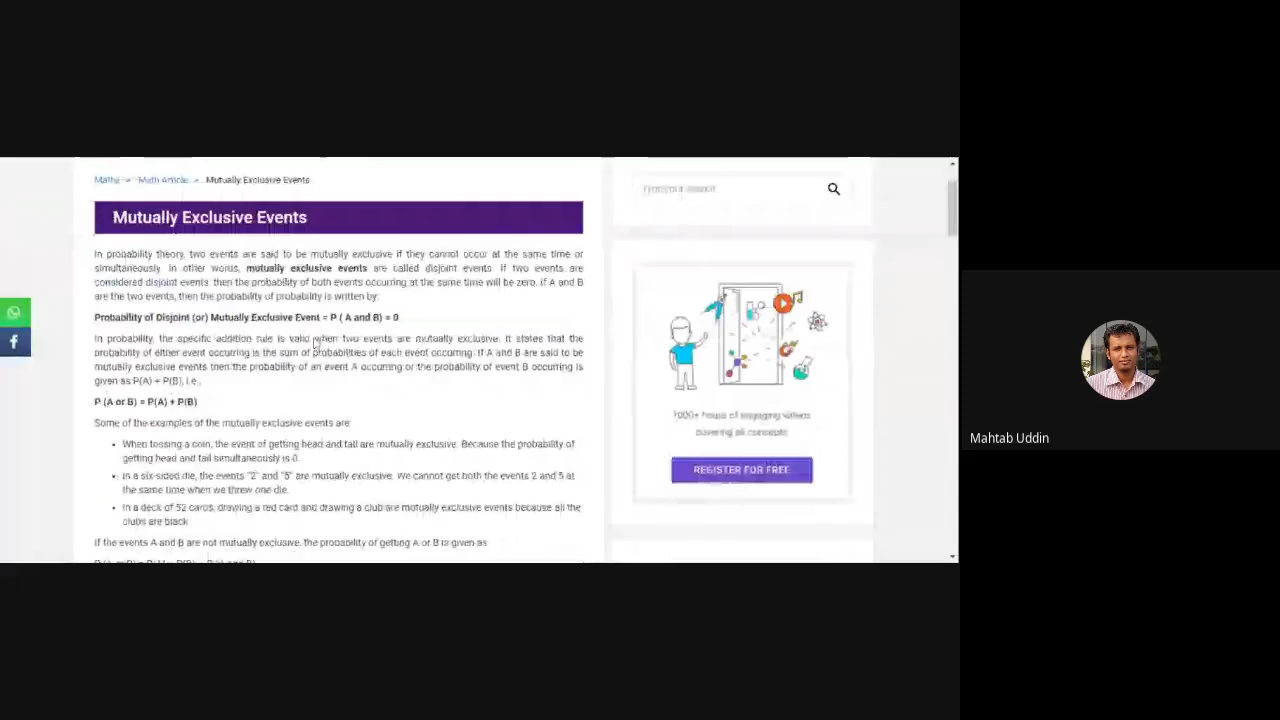 Maths
Math Article
Mutually Exclusive Events
Mutually Exclusive Events
In probability theory, two events are said to be mutually exclusive if they cannot occur at the same time or
simultaneously. In other words, mutually exclusive events are called disjoint events. If two events are
considered disjoint events, then the probability of both events occurring at the same time will be zero. If A and B
are the two events, then the probability of probability is written by:
Probability of Disjoint (or) Mutually Exclusive Event = P ( A and B) = 0
In probability, the specific addition rule is valid when two events are mutually exclusive. It states that the
probability of either event occurring is the sum of probabilities of each event occurring. If A and B are said to be
mutually exclusive events then the probability of an event A occurring or the probability of event B occurring is
given as P(A) + P(B), i.e.,
P (A or B) = P(A) + P(B)
Some of the examples of the mutually exclusive events are:
• When tossing a coin, the event of getting head and tail are mutually exclusive. Because the probability of
getting head and tail simultaneously is 0.
• In a six-sided die, the events "2" and "5" are mutually exclusive. We cannot get both the events 2 and 5 at
the same time when we threw one die.
• In a deck of 52 cards, drawing a red card and drawing a club are mutually exclusive events because all the
clubs are black.
If the events A and B are not mutually exclusive, the probability of getting A or B is given as:
search
1000+ hours of engaging videos
covering all concepts
REGISTER FOR FREE
Mahtab Uddin